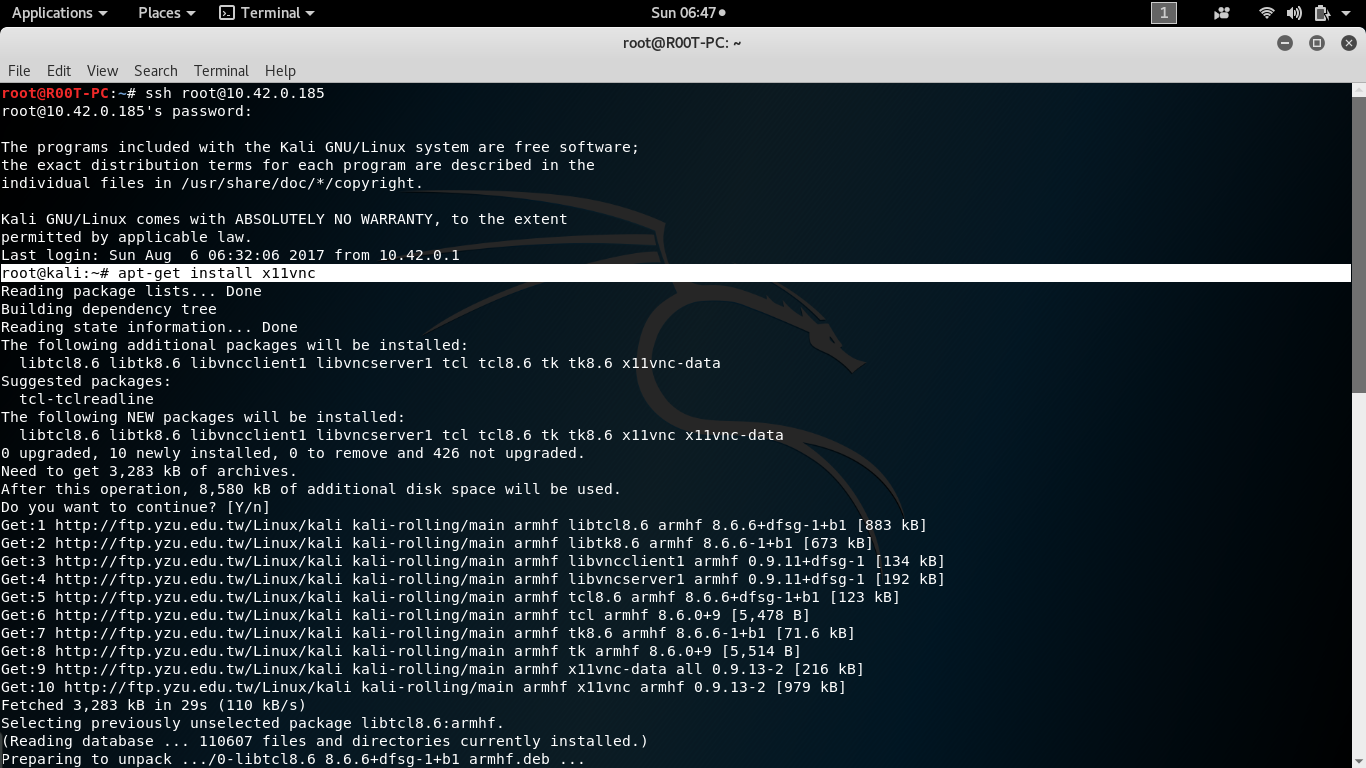 Applications Places Terminal Sun 06:47 1
root@R00T-PC: ~
File Edit View Search Terminal Help
root@R00T-PC:~# ssh root@10.42.0.185
root@10.42.0.185's password:
The programs included with the Kali GNU/Linux system are free software;
the exact distribution terms for each program are described in the
individual files in /usr/share/doc/*/copyright.
Kali GNU/Linux comes with ABSOLUTELY NO WARRANTY, to the extent
permitted by applicable law.
Last login: Sun Aug  6 06:32:06 2017 from 10.42.0.1
root@kali:~# apt-get install x11vnc
Reading package lists... Done
Building dependency tree
Reading state information... Done
The following additional packages will be installed:
  libtcl8.6 libtk8.6 libvncclient1 libvncserver1 tcl tcl8.6 tk tk8.6 x11vnc-data
Suggested packages:
  tcl-tclreadline
The following NEW packages will be installed:
  libtcl8.6 libtk8.6 libvncclient1 libvncserver1 tcl tcl8.6 tk tk8.6 x11vnc x11vnc-data
0 upgraded, 10 newly installed, 0 to remove and 426 not upgraded.
Need to get 3,283 kB of archives.
After this operation, 8,580 kB of additional disk space will be used.
Do you want to continue? [Y/n]
Get:1 http://ftp.yzu.edu.tw/Linux/kali kali-rolling/main armhf libtcl8.6 armhf 8.6.6+dfsg-1+b1 [883 kB]
Get:2 http://ftp.yzu.edu.tw/Linux/kali kali-rolling/main armhf libtk8.6 armhf 8.6.6-1+b1 [673 kB]
Get:3 http://ftp.yzu.edu.tw/Linux/kali kali-rolling/main armhf libvncclient1 armhf 0.9.11+dfsg-1 [134 kB]
Get:4 http://ftp.yzu.edu.tw/Linux/kali kali-rolling/main armhf libvncserver1 armhf 0.9.11+dfsg-1 [192 kB]
Get:5 http://ftp.yzu.edu.tw/Linux/kali kali-rolling/main armhf tcl8.6 armhf 8.6.6+dfsg-1+b1 [123 kB]
Get:6 http://ftp.yzu.edu.tw/Linux/kali kali-rolling/main armhf tcl armhf 8.6.0+9 [5,478 B]
Get:7 http://ftp.yzu.edu.tw/Linux/kali kali-rolling/main armhf tk8.6 armhf 8.6.6-1+b1 [71.6 kB]
Get:8 http://ftp.yzu.edu.tw/Linux/kali kali-rolling/main armhf tk armhf 8.6.0+9 [5,514 B]
Get:9 http://ftp.yzu.edu.tw/Linux/kali kali-rolling/main armhf x11vnc-data all 0.9.13-2 [216 kB]
Get:10 http://ftp.yzu.edu.tw/Linux/kali kali-rolling/main armhf x11vnc armhf 0.9.13-2 [979 kB]
Fetched 3,283 kB in 29s (110 kB/s)
Selecting previously unselected package libtcl8.6:armhf.
(Reading database ... 110607 files and directories currently installed.)
Preparing to unpack .../0-libtcl8.6_8.6.6+dfsg-1+b1_armhf.deb ...